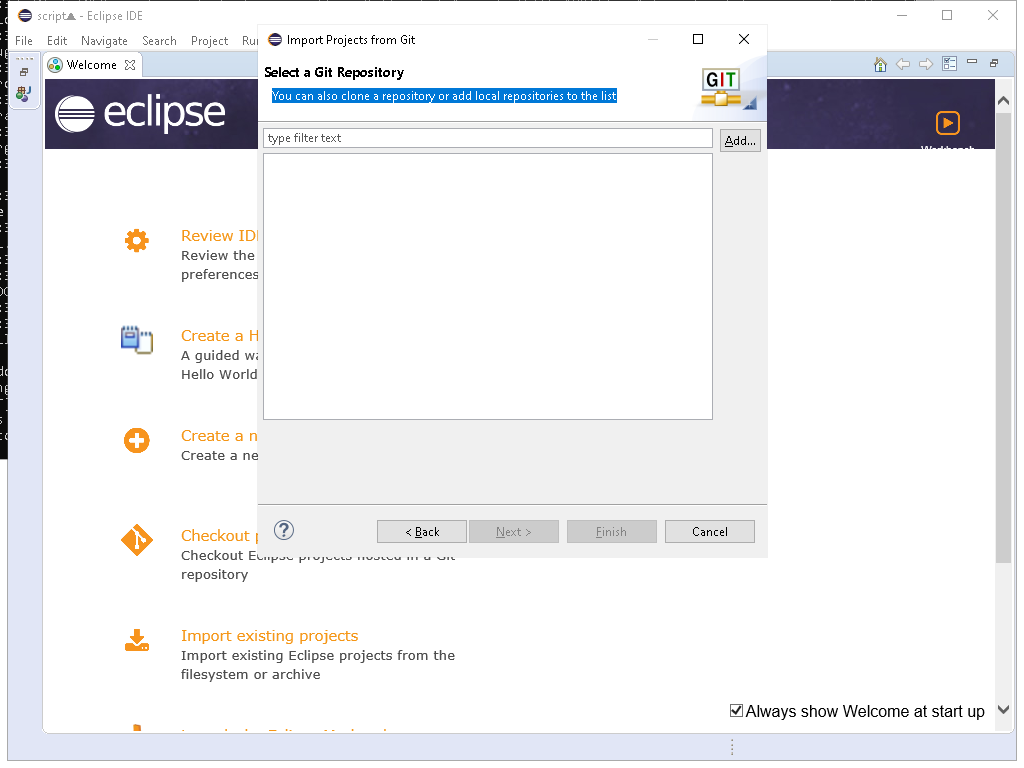 script - Eclipse IDE
File Edit Navigate Search Project
Welcome
Import Projects from Git
Select a Git Repository
You can also clone a repository or add local repositories to the list
GIT
type filter text
Add...
< Back
Next >
Finish
Cancel
eclipse
Workbench
Review IDE
Review the
preferences
Create a H
A guided wa
Hello World
Create a n
Create a ne
Checkout p
Checkout Eclipse projects hosted in a Git
repository
Import existing projects
Import existing Eclipse projects from the
filesystem or archive
Always show Welcome at start up